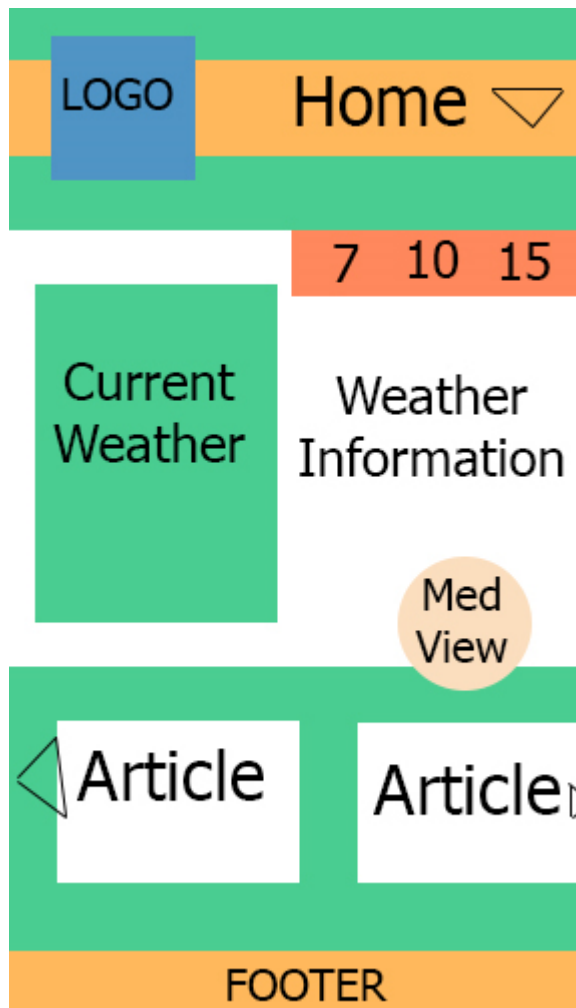 LOGO
Home
7 10 15
Current
Weather
Weather
Information
Med
View
Article
Article
FOOTER